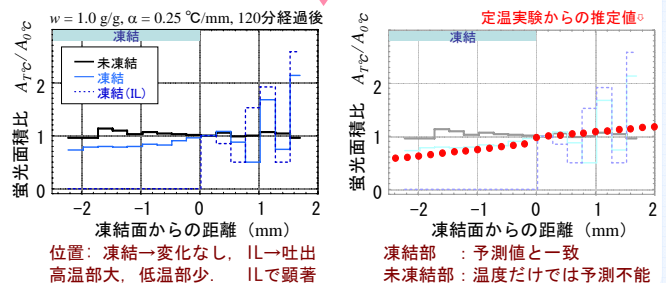 w = 1.0 g/g, α = 0.25 ℃/mm, 120分経過後
凍結
未凍結
凍結
凍結(IL)
蛍光面積比 A_T℃/A_0℃
2
1
0
-2 -1 0 1 2
凍結面からの距離 (mm)
位置: 凍結→変化なし, IL→吐出
高温部大, 低温部少. ILで顕著
定温実験からの推定値⇔
凍結
蛍光面積比 A_T℃/A_0℃
2
1
0
-2 -1 0 1 2
凍結面からの距離 (mm)
凍結部 : 予測値と一致
未凍結部 : 温度だけでは予測不能